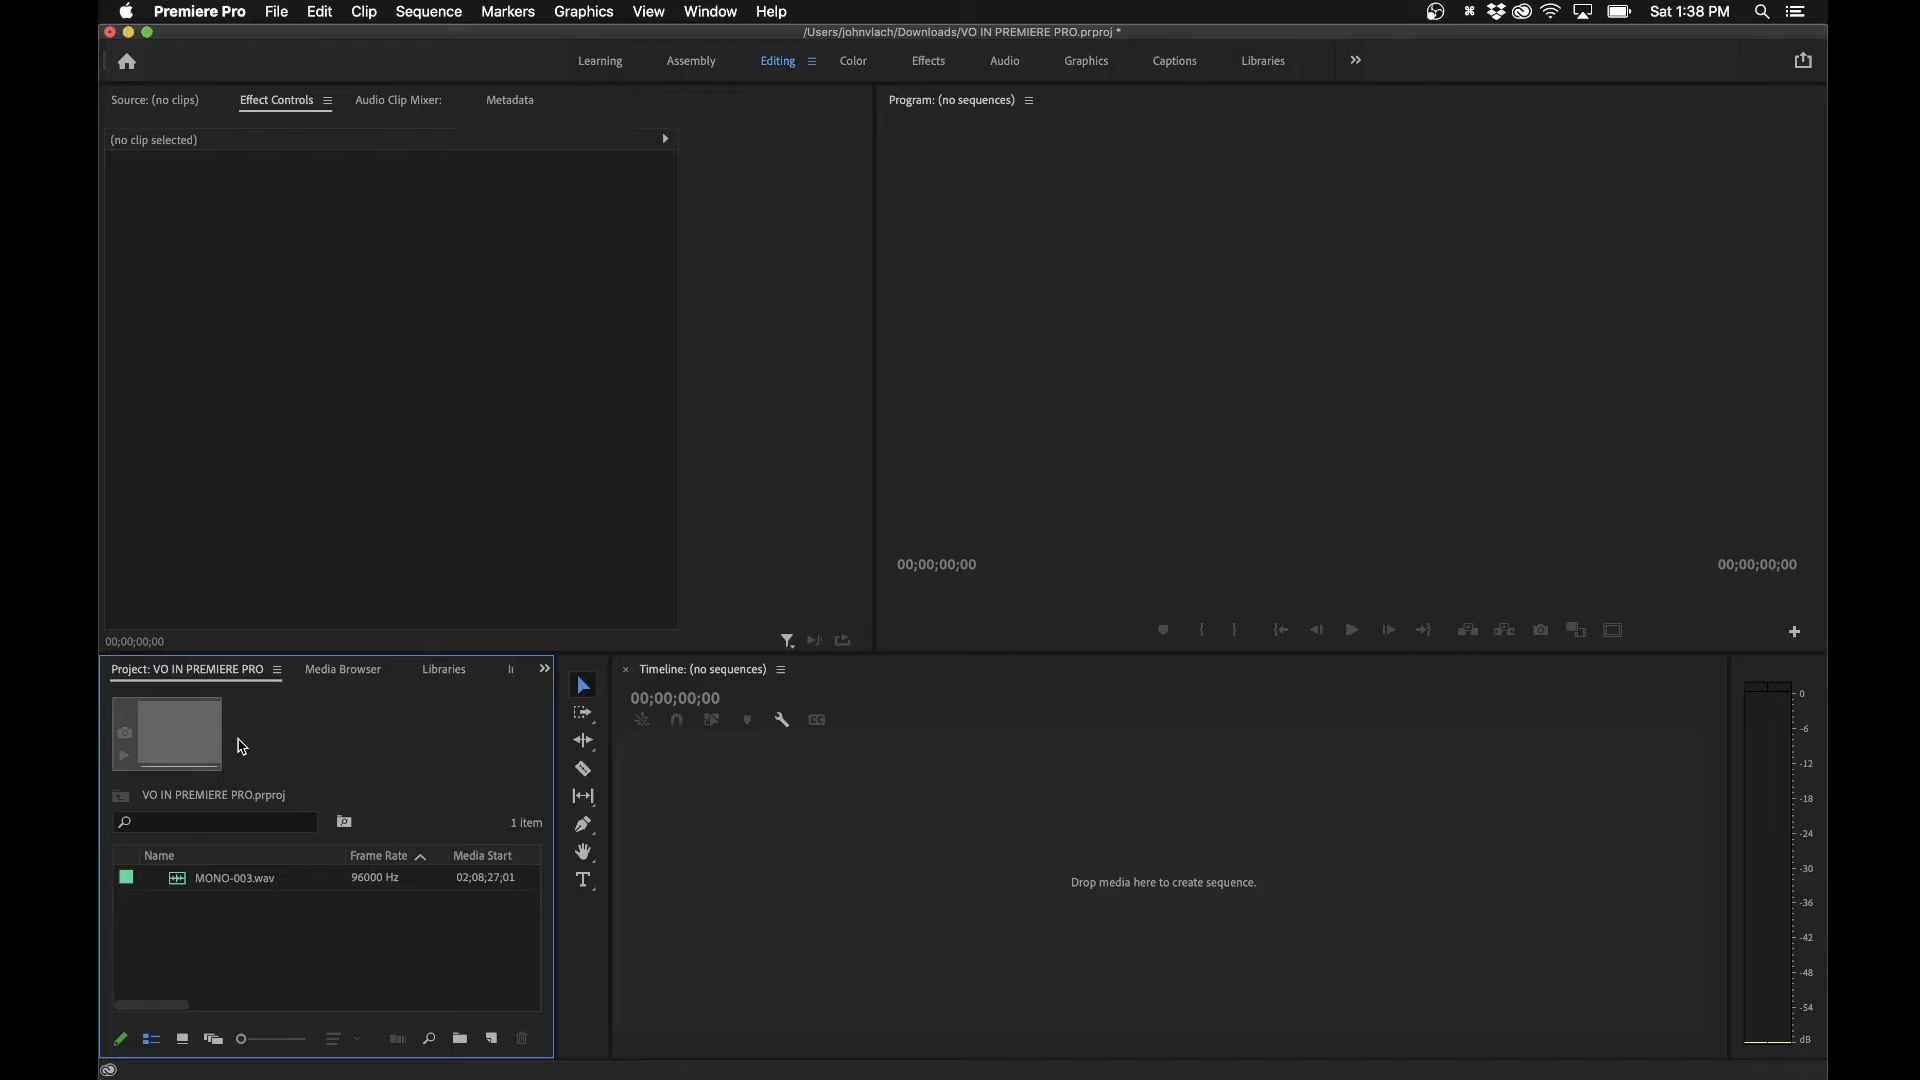 Premiere Pro File Edit Clip Sequence Markers Graphics View Window Help Sat 1:38 PM
/Users/johnvlach/Downloads/VO IN PREMIERE PRO.prproj *
Learning Assembly Editing Color Effects Audio Graphics Captions Libraries
Source: (no clips) Effect Controls Audio Clip Mixer: Metadata
Program: (no sequences)
(no clip selected)
00;00;00;00 00;00;00;00
00;00;00;00
Project: VO IN PREMIERE PRO Media Browser Libraries
Timeline: (no sequences)
00;00;00;00
VO IN PREMIERE PRO.prproj
1 item
Name Frame Rate Media Start
MONO-003.wav 96000 Hz 02;08;27;01
Drop media here to create sequence.
0
-6
-12
-18
-24
-30
-36
-42
-48
-54
dB